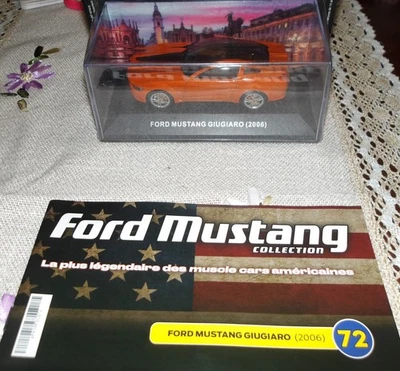 FORD MUSTANG GIUGIARO (2006)
Ford Mustang
COLLECTION
La plus légendaire des muscle cars américaines
FORD MUSTANG GIUGIARO (2006) 72